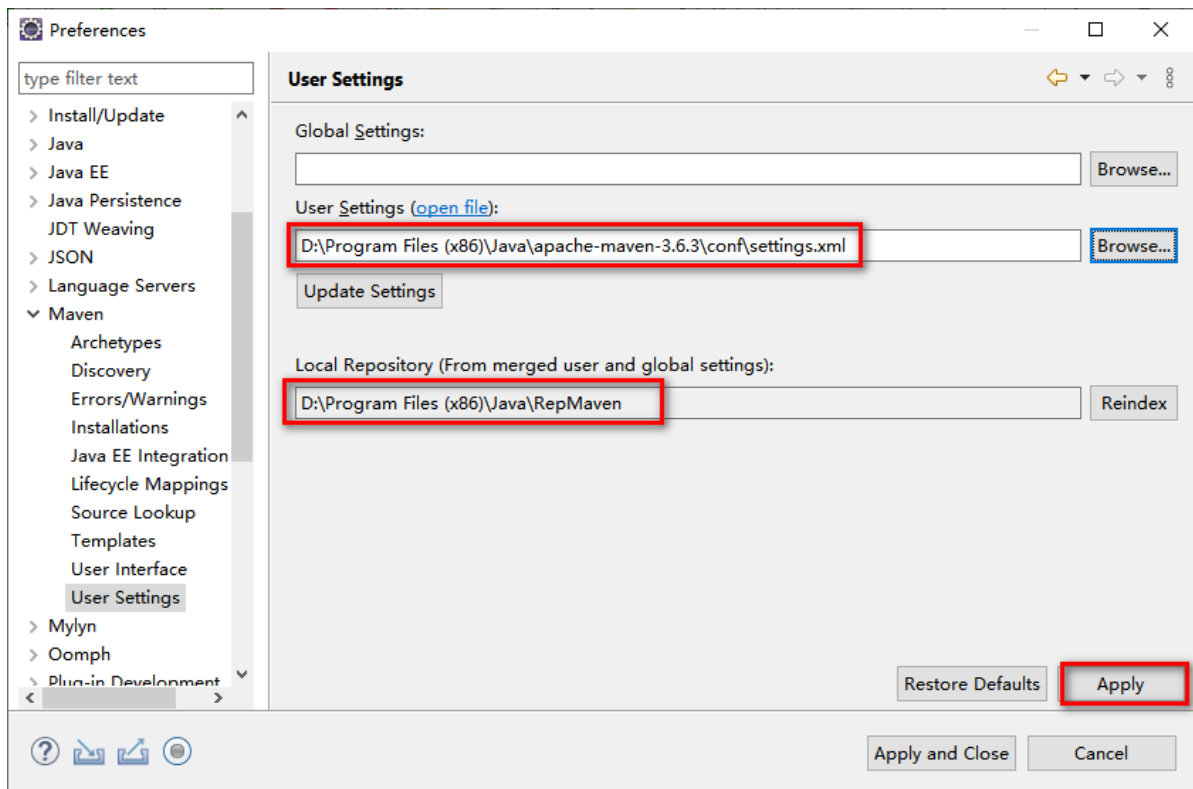 Preferences
type filter text
Install/Update
Java
Java EE
Java Persistence
JDT Weaving
JSON
Language Servers
Maven
Archetypes
Discovery
Errors/Warnings
Installations
Java EE Integration
Lifecycle Mappings
Source Lookup
Templates
User Interface
User Settings
Mylyn
Oomph
Plug-in Development
User Settings
Global Settings:
Browse...
User Settings (open file):
D:\Program Files (x86)\Java\apache-maven-3.6.3\conf\settings.xml
Browse...
Update Settings
Local Repository (From merged user and global settings):
D:\Program Files (x86)\Java\RepMaven
Reindex
Restore Defaults
Apply
Apply and Close
Cancel